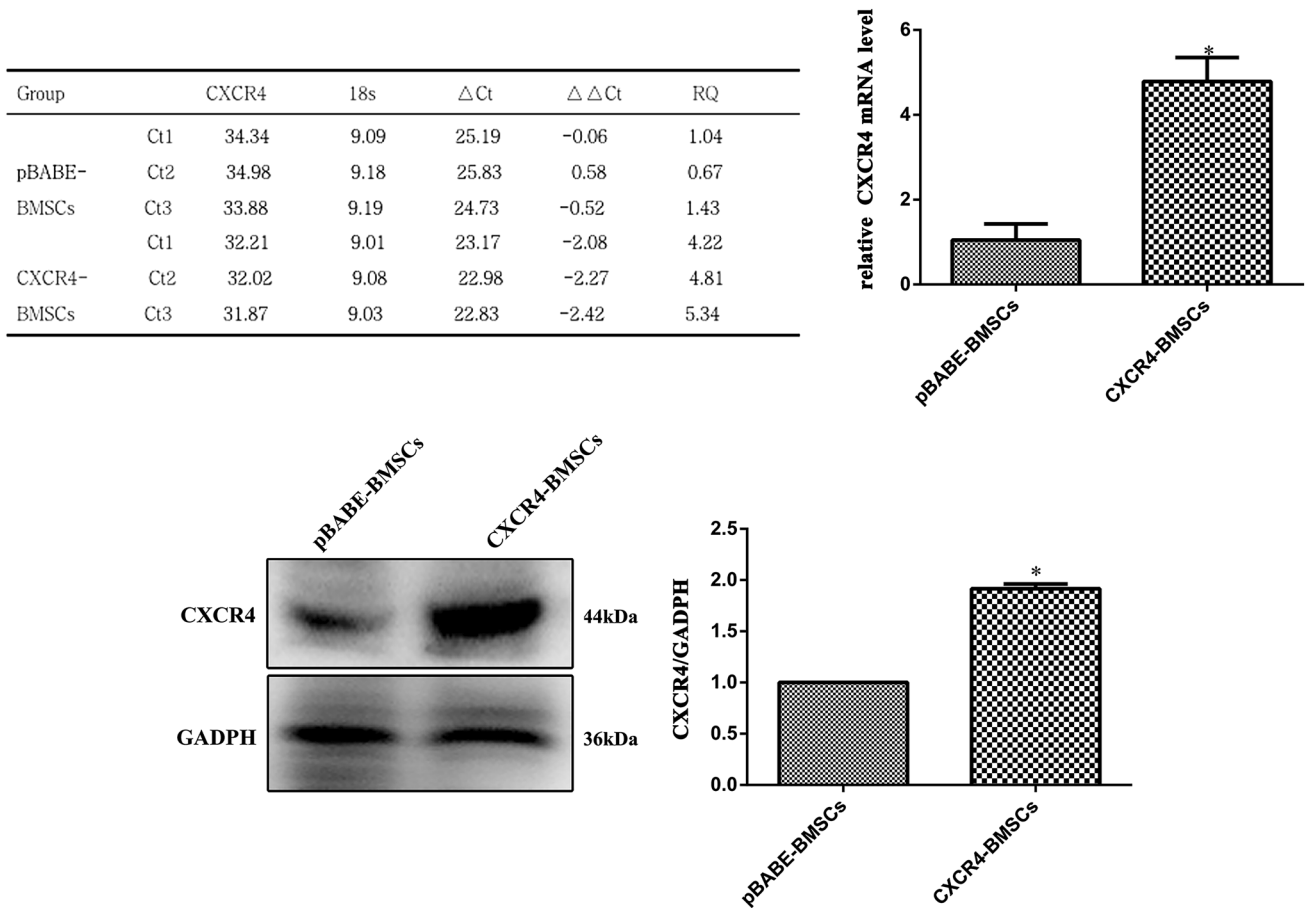 Group CXCR4 18s △Ct △△Ct RQ
Ct1 34.34 9.09 25.19 -0.06 1.04
pBABE- Ct2 34.98 9.18 25.83 0.58 0.67
BMSCs Ct3 33.88 9.19 24.73 -0.52 1.43
Ct1 32.21 9.01 23.17 -2.08 4.22
CXCR4- Ct2 32.02 9.08 22.98 -2.27 4.81
BMSCs Ct3 31.87 9.03 22.83 -2.42 5.34
relative CXCR4 mRNA level
6
4
2
0
*
pBABE-BMSCs
CXCR4-BMSCs
pBABE-BMSCs
CXCR4-BMSCs
CXCR4
44kDa
GADPH
36kDa
CXCR4/GADPH
2.5
2.0
1.5
1.0
0.5
0.0
*
pBABE-BMSCs
CXCR4-BMSCs